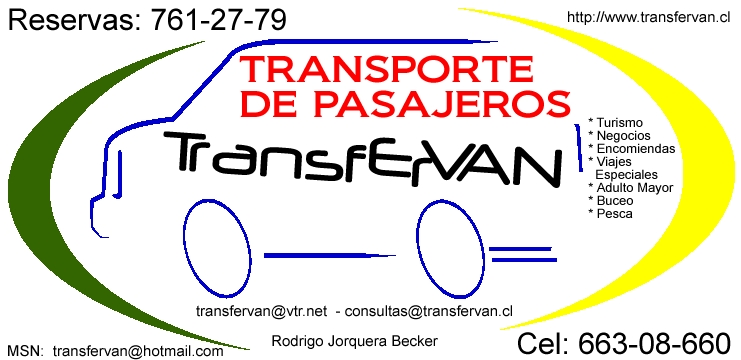 Reservas: 761-27-79
http://www.transfervan.cl
TRANSPORTE
DE PASAJEROS
TransfErVAN
* Turismo
* Negocios
* Encomiendas
* Viajes
Especiales
* Adulto Mayor
* Buceo
* Pesca
transfervan@vtr.net - consultas@transfervan.cl
Rodrigo Jorquera Becker
MSN: transfervan@hotmail.com
Cel: 663-08-660